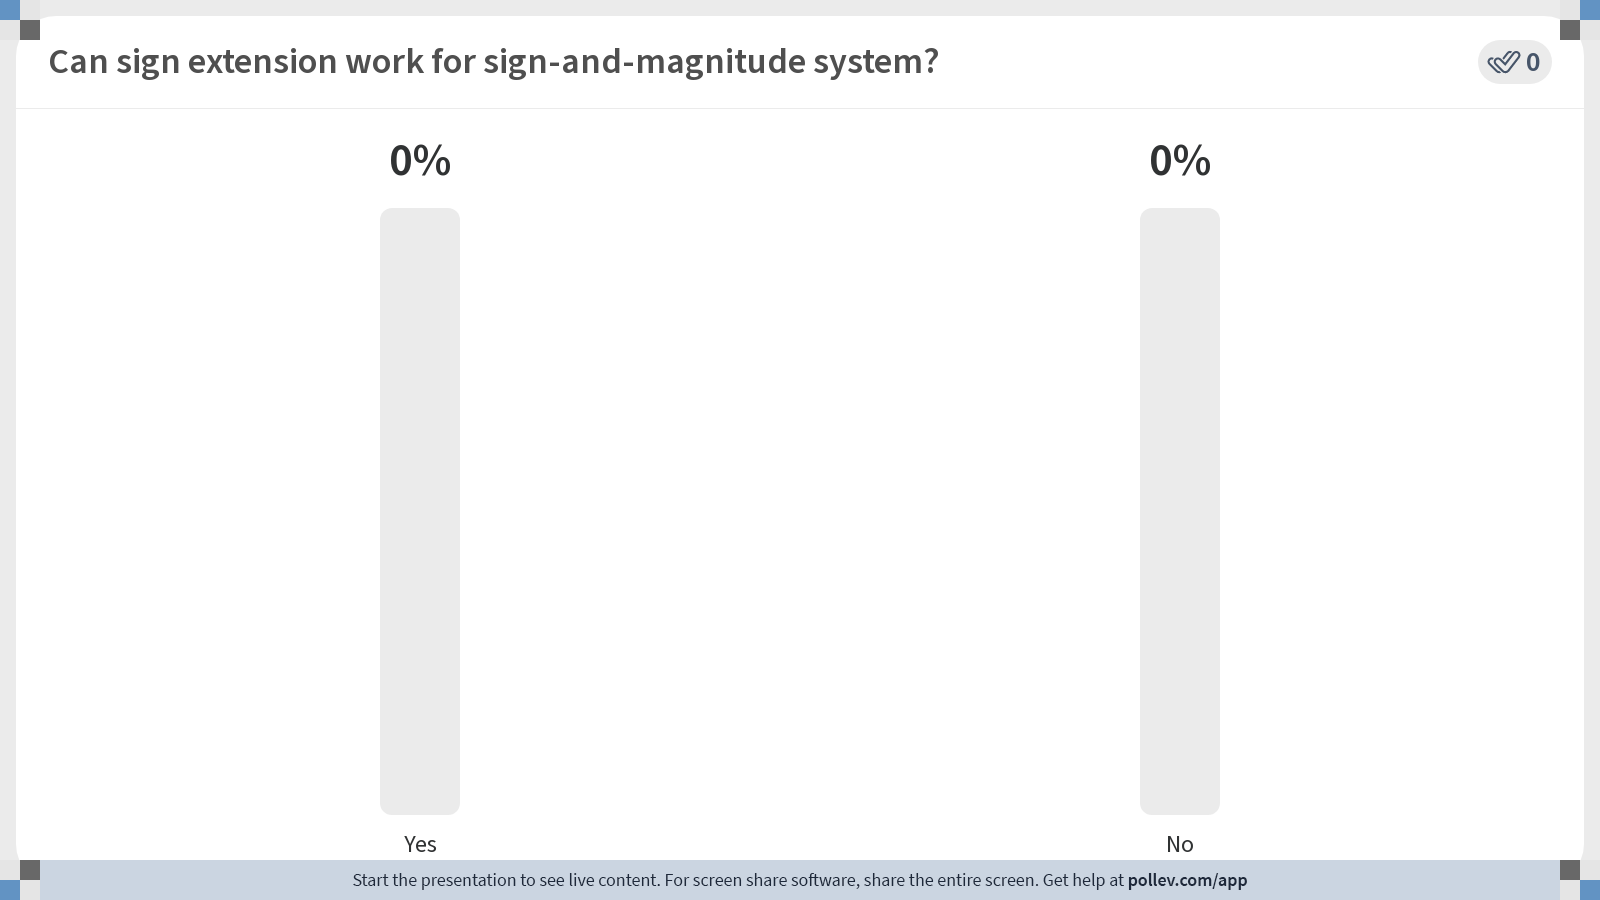 Can sign extension work for sign-and-magnitude system?
0
0%
0%
Yes
No
Start the presentation to see live content. For screen share software, share the entire screen. Get help at pollev.com/app